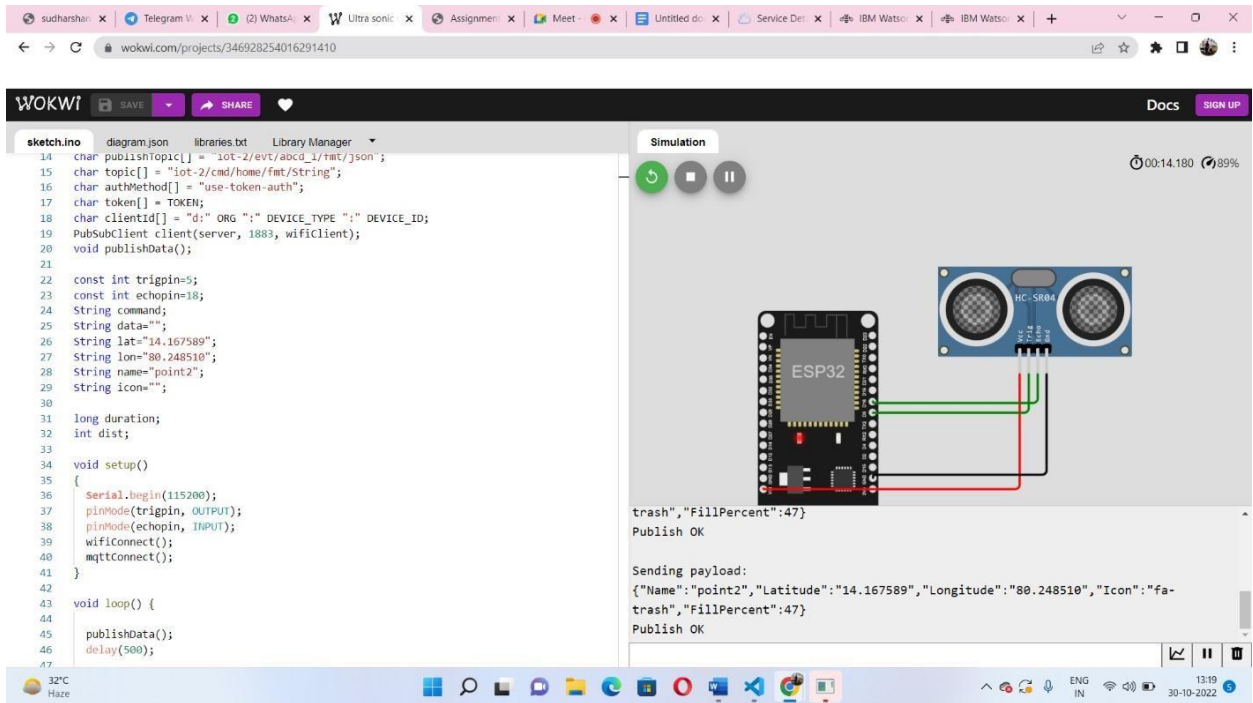 sudharshan
Telegram W
(2) WhatsA
Ultra sonic
Assignment
Meet -
Untitled do
Service Det
IBM Watso
IBM Watso
wokwi.com/projects/346928254016291410
WOKWI
SAVE
SHARE
Docs
SIGN UP
sketch.ino
diagram.json
libraries.txt
Library Manager
Simulation
00:14.180
89%
14 char publishTopic[] = "iot-2/evt/abcd_1/fmt/json";
15 char topic[] = "iot-2/cmd/home/fmt/String";
16 char authMethod[] = "use-token-auth";
17 char token[] = TOKEN;
18 char clientId[] = "d:" ORG ":" DEVICE_TYPE ":" DEVICE_ID;
19 PubSubClient client(server, 1883, wifiClient);
20 void publishData();
21
22 const int trigpin=5;
23 const int echopin=18;
24 String command;
25 String data="";
26 String lat="14.167589";
27 String lon="80.248510";
28 String name="point2";
29 String icon="";
30
31 long duration;
32 int dist;
33
34 void setup()
35 {
36 Serial.begin(115200);
37 pinMode(trigpin, OUTPUT);
38 pinMode(echopin, INPUT);
39 wifiConnect();
40 mqttConnect();
41 }
42
43 void loop() {
44
45 publishData();
46 delay(500);
47
HC-SR04
Vcc
Trig
Echo
Gnd
ESP32
trash","FillPercent":47}
Publish OK
Sending payload:
{"Name":"point2","Latitude":"14.167589","Longitude":"80.248510","Icon":"fa-
trash","FillPercent":47}
Publish OK
32°C
Haze
ENG
IN
13:19
30-10-2022
5